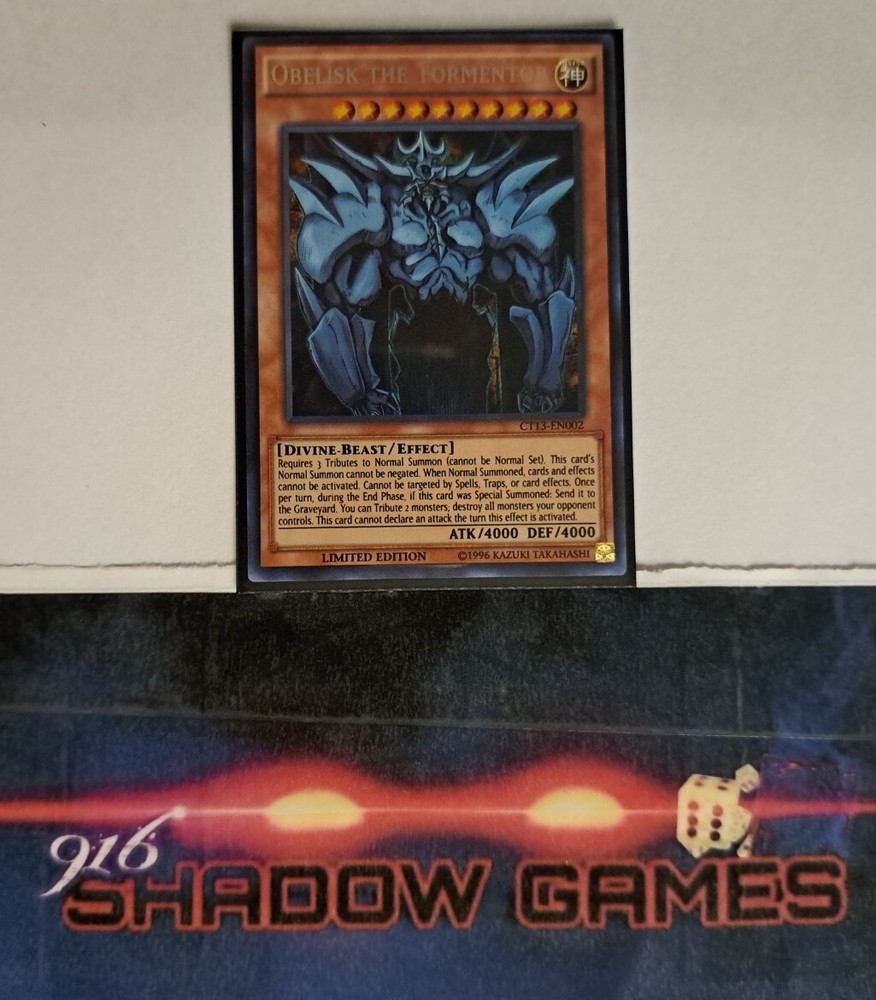 OBELISK THE TORMENTOR
神
CT13-EN002
[DIVINE-BEAST/EFFECT]
Requires 3 Tributes to Normal Summon (cannot be Normal Set). This card's
Normal Summon cannot be negated. When Normal Summoned, cards and effects
cannot be activated. Cannot be targeted by Spells, Traps, or card effects. Once
per turn, during the End Phase, if this card was Special Summoned: Send it to
the Graveyard. You can Tribute 2 monsters; destroy all monsters your opponent
controls. This card cannot declare an attack the turn this effect is activated.
ATK/4000 DEF/4000
LIMITED EDITION ©1996 KAZUKI TAKAHASHI
916
SHADOW GAMES